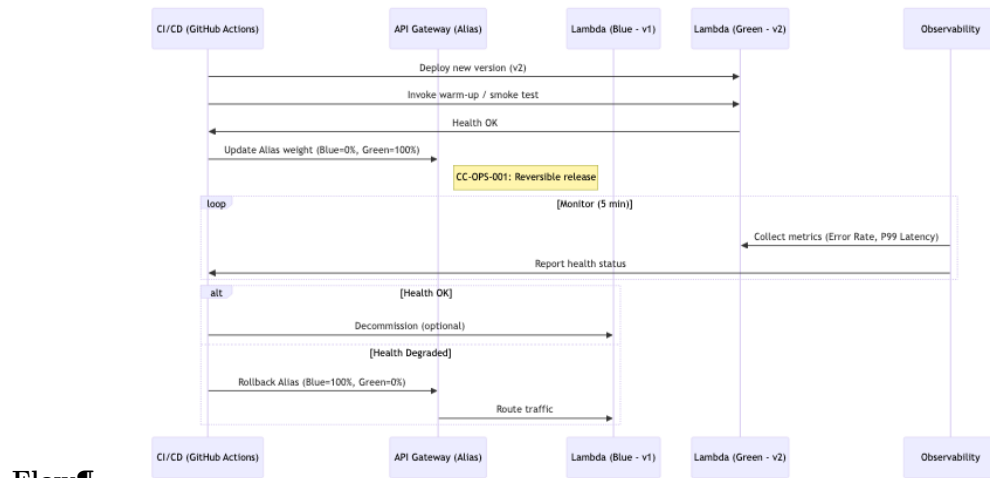 CI/CD (GitHub Actions) API Gateway (Alias) Lambda (Blue - v1) Lambda (Green - v2) Observability
Deploy new version (v2)
Invoke warm-up / smoke test
Health OK
Update Alias weight (Blue=0%, Green=100%)
CC-OPS-001: Reversible release
loop [Monitor (5 min)]
Collect metrics (Error Rate, P99 Latency)
Report health status
alt [Health OK]
Decommission (optional)
[Health Degraded]
Rollback Alias (Blue=100%, Green=0%)
Route traffic
CI/CD (GitHub Actions) API Gateway (Alias) Lambda (Blue - v1) Lambda (Green - v2) Observability